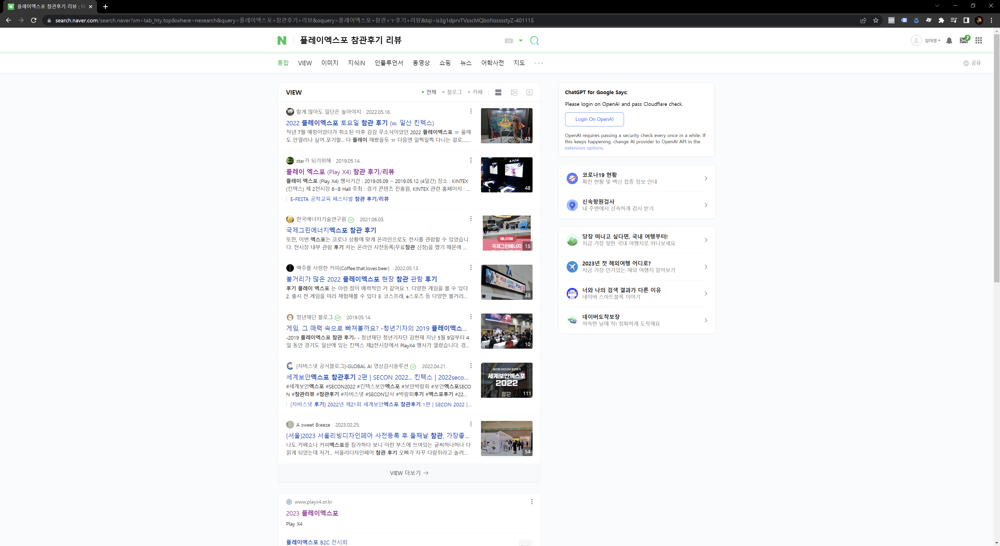 플레이엑스포 참관후기 리뷰 : 네
search.naver.com/search.naver?sm=tab_hty.top&where=nexearch&query=플레이엑스포+참관후기+리뷰&oquery=플레이엑스포+참관+ㅜ후기+리뷰&tqi=is3g1dprvTVsscMQboNssssstyZ-401115
N
플레이엑스포 참관후기 리뷰
엄태영
7
통합 VIEW 이미지 지식iN 인플루언서 동영상 쇼핑 뉴스 어학사전 지도
공유
VIEW
전체 블로그 카페
할게 많아도 일단은 놀아야지 2022.05.16.
2022 플레이엑스포 토요일 참관 후기 (w. 일산 킨텍스)
작년 7월 예정이었다가 취소된 이후 감감 무소식이었던 2022 플레이엑스포 ㅠ 올해
도 안열리나 싶어 포기할... 다 플레이 해봤을듯 ㅠ 다음엔 일찍일찍 다니는 걸로........
ELDEN RING
43
star가 되기위해 2019.05.14.
플레이 엑스포 (Play X4) 참관 후기/리뷰
플레이 엑스포 (Play X4) 행사기간 : 2019.05.09 ~ 2019.05.12 (4일간) 장소 : KINTEX
(킨텍스) 제 2전시장 6~8 Hall 주최 : 경기 콘텐츠 진흥원, KINTEX 관련 홈페이지 : ...
E-FESTA 공학교육 페스티벌 참관 후기/리뷰
PS4
48
한국에너지기술연구원 2021.06.03.
국제그린에너지엑스포 참관 후기
또한, 이번 엑스포는 코로나 상황에 맞게 온라인으로도 전시를 관람할 수 있었습니
다. 전시장 내부 관람 후기 저는 온라인 사전등록(무료참관 신청)을 했기 때문에 ...
에너지뷰
국제그린에너지
15
맥주를 사랑한 커피(Coffee.that.loves.beer) 2022.05.13.
볼거리가 많은 2022 플레이엑스포 현장 참관 관람 후기
후기 플레이 엑스포 는 이런 점이 매력적인 거 같아요 1. 다양한 게임을 볼 수 있다
2. 출시 전 게임을 미리 체험해볼 수 있다 3. 코스프레, e스포츠 등 다양한 볼거리...
7A
PlayX4
33
청년재단 블로그 2019.05.14.
게임, 그 매력 속으로 빠져볼까요? -청년기자의 2019 플레이엑스...
-2019 플레이엑스포 참관 후기- - 청년재단 청년기자단 김현재 지난 5월 9일부터 4
일 동안 경기도 일산에 있는 킨텍스 제2전시장에서 PlayX4 행사가 열렸습니다. 경...
Play X4
10
[자비스넷 공식블로그]-GLOBAL AI 영상감시솔루션 2022.04.21.
세계보안엑스포 참관후기 2편 | SECON 2022... 킨텍스 | 2022seco...
#세계보안엑스포 #SECON2022 #킨텍스보안엑스포 #보안박람회 #보안엑스포SECO
N #참관리뷰 #참관후기 #자비스넷 #SECON답사 #박람회후기 #엑스포후기 #22...
[자비스넷 후기] 2022년 제21회 세계보안엑스포 참관후기 1편 | SECON 2022 |...
제21회 SECON 참관후기
세계보안엑스포
2022
#2
111
A sweet Breeze 2023.02.25.
[서울]2023 서울리빙디자인페어 사전등록 후 둘째날 참관, 가장좋...
나도 카페쇼나 커피엑스포를 참가하다 보니 이런 부스에 쓰여있는 글씨하나하나 다
읽게 되었는데 저거... 서울리디자인페어 참관 후기 오빠가 자꾸 다람쥐라고 놀려...
54
VIEW 더보기
www.playx4.or.kr
2023 플레이엑스포
Play X4
플레이엑스포 B2C 전시회
ChatGPT for Google Says:
Please login on OpenAI and pass Cloudflare check.
Login On OpenAI
OpenAI requires passing a security check every once in a while. If
this keeps happening, change AI provider to OpenAI API in the
extension options.
코로나19 현황
확진 현황 및 백신 접종 정보 안내
신속항원검사
내 주변에서 신속하게 검사 받기
당장 떠나고 싶다면, 국내 여행부터!
지금 가장 핫한 국내 여행지로 떠나보세요
2023년 첫 해외여행 어디로?
지금 가장 인기있는 해외 여행지 알아보기
너와 나의 검색 결과가 다른 이유
네이버 스마트블록 이야기
네이버도착보장
약속한 날에 착! 정확하게 도착해요